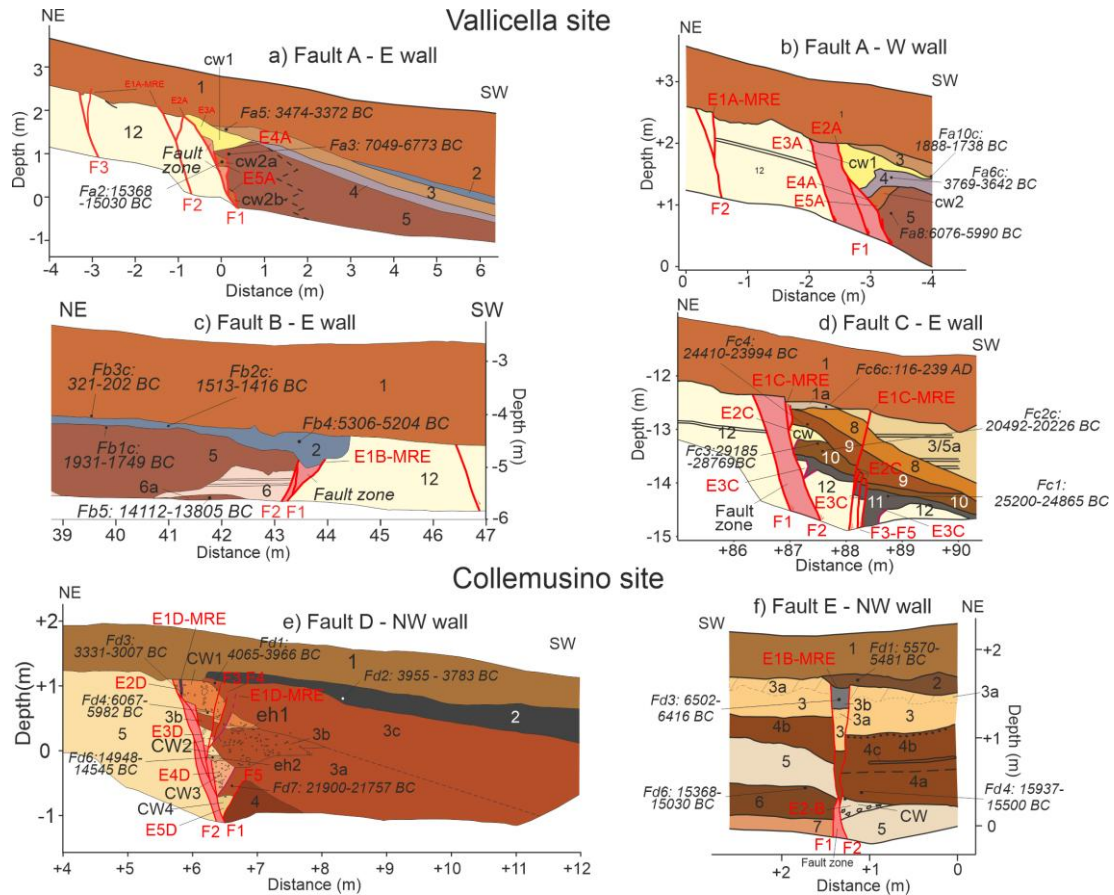 Vallicella site
NE
a) Fault A - E wall
SW
cw1
E1A-MRE
E2A
E3A
1
Fa5: 3474-3372 BC
E4A
Fa3: 7049-6773 BC
12
Fault
zone
cw2a
E5A
cw2b
4
3
2
5
Fa2:15368
-15030 BC
F3
F2
F1
Depth (m)
3
2
1
0
-1
-4
-3
-2
-1
0
1
2
3
4
5
6
Distance (m)
b) Fault A - W wall
NE
SW
+3
+2
+1
0
Depth (m)
E1A-MRE
1
E2A
E3A
cw1
3
4
Fa10c:
1888-1738 BC
Fa6c:
3769-3642 BC
12
E4A
E5A
cw2
5
Fa8:6076-5990 BC
F2
F1
0
-1
-2
-3
-4
Distance (m)
NE
c) Fault B - E wall
SW
Fb3c:
321-202 BC
Fb2c:
1513-1416 BC
1
Fb4:5306-5204 BC
2
Fb1c:
1931-1749 BC
5
E1B-MRE
12
6a
6
Fault zone
Fb5: 14112-13805 BC
F2
F1
-3
-4
-5
-6
Depth (m)
39
40
41
42
43
44
45
46
47
Distance (m)
NE
d) Fault C - E wall
SW
Fc4:
24410-23994
BC
1
Fc6c:116-239 AD
E1C-MRE
1a
E1C-MRE
Fc2c:
20492-20226
BC
E2C
12
cw
8
9
3/5a
Fc3:29185
-28769BC
10
E2C
8
9
10
12
E3C
E3C
11
12
Fc1:
25200-24865
BC
Fault
zone
F1
F2
F3-F5
E3C
-12
-13
-14
-15
Depth (m)
+86
+87
+88
+89
+90
Distance (m)
Collemusino site
NE
E1D-MRE
e) Fault D - NW wall
SW
Fd3:
3331-3007 BC
CW1
Fd1:
4065-3966 BC
1
Fd2: 3955 - 3783 BC
E2D
F3
F4
E1D-MRE
Fd4:6067-
5982 BC
3b
eh1
2
5
E3D
3b
3c
CW2
Fd6:14948-
14545 BC
eh2
E4D
F5
3a
CW3
Fd7: 21900-21757 BC
CW4
4
E5D
F2
F1
+2
+1
0
-1
Depth(m)
+4
+5
+6
+7
+8
+9
+10
+11
+12
Distance (m)
f) Fault E - NW wall
SW
NE
E1B-MRE
1
Fd1: 5570-
5481 BC
2
3a
3a
Fd3: 6502-
6416 BC
3
3b
3a
3
3
4b
4c
4b
5
4a
Fd6: 15368-
15030 BC
6
E2-B
CW
Fd4: 15937-
15500 BC
7
5
F1
F2
Fault zone
+2
+1
0
Depth (m)
+2
+1
0
Distance (m)